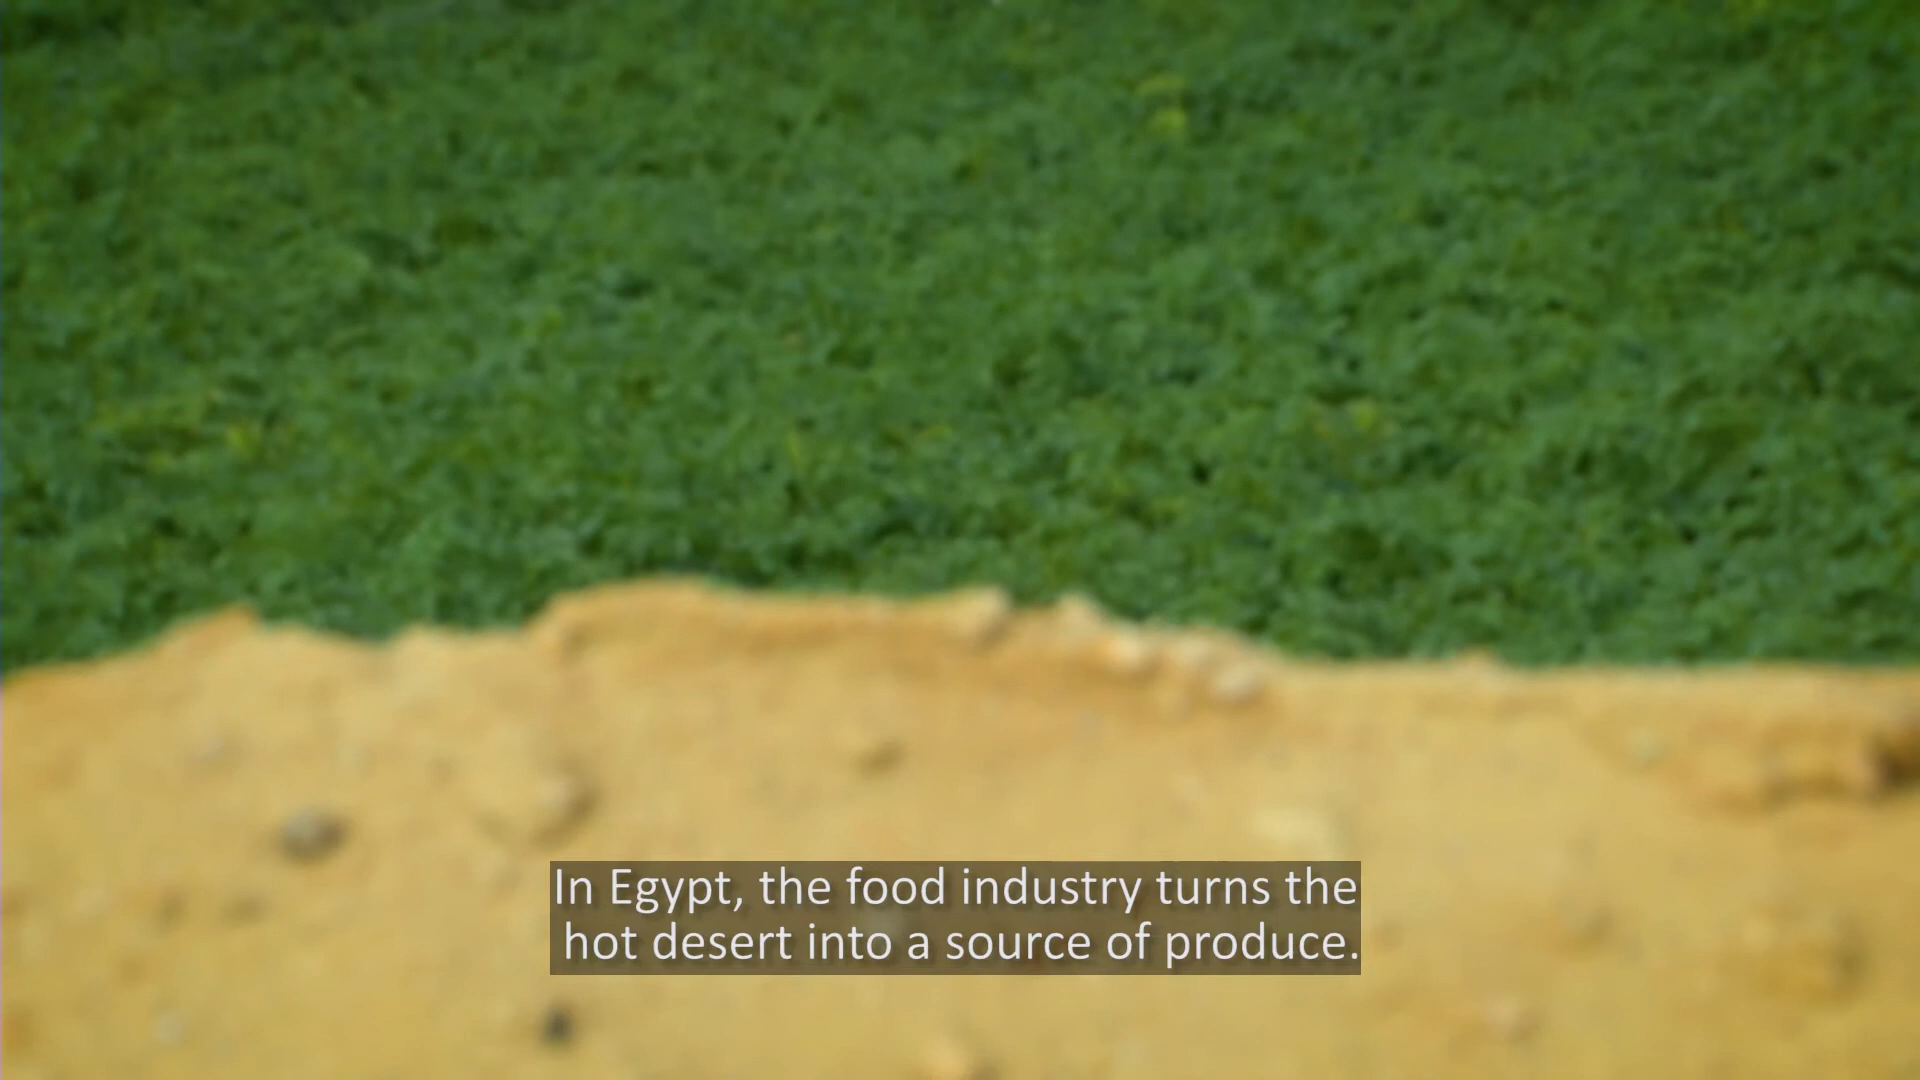 In Egypt, the food industry turns the
hot desert into a source of produce.